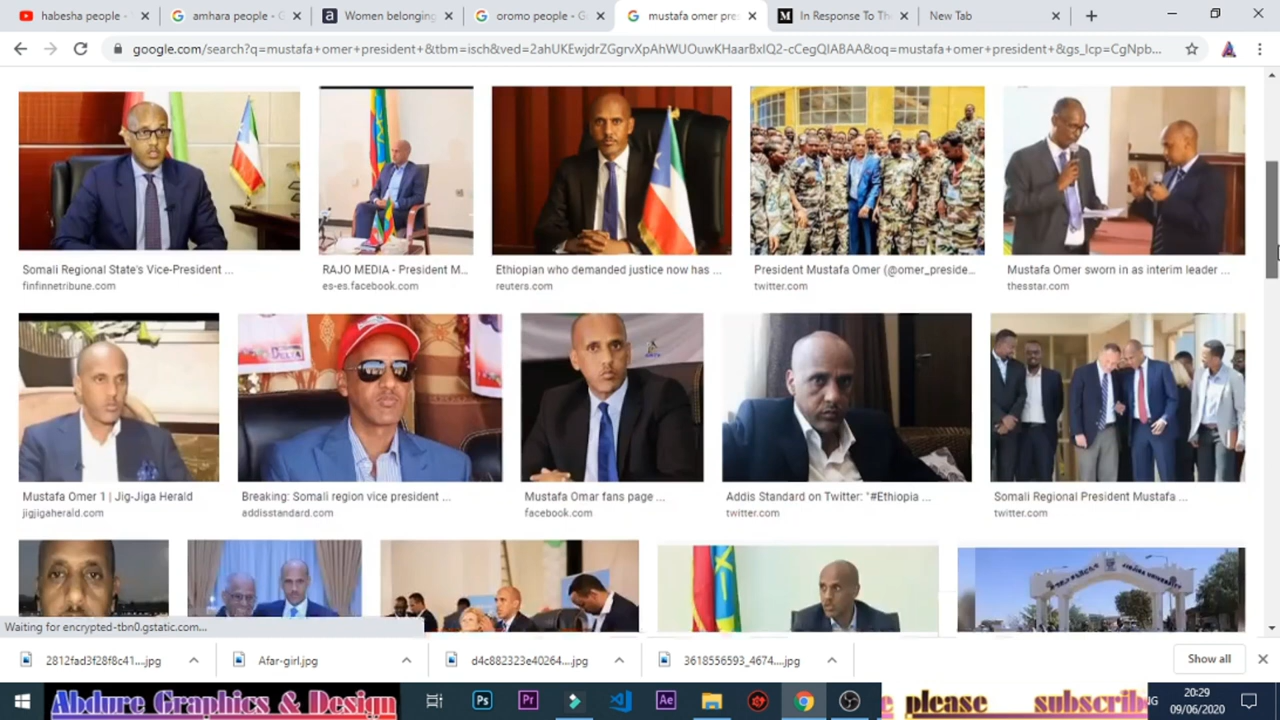 habesha people -
amhara people - G
Women belonging
oromo people - G
mustafa omer pre
In Response To Th
New Tab
google.com/search?q=mustafa+omer+president+&tbm=isch&ved=2ahUKEwjdrZGgrvXpAhWUOuwKHaarBxIQ2-cCegQIABAA&oq=mustafa+omer+president+&gs_lcp=CgNpb...
Somali Regional State's Vice-President ...
finfinnetribune.com
RAJO MEDIA - President M...
es-es.facebook.com
Ethiopian who demanded justice now has ...
reuters.com
President Mustafa Omer (@omer_preside...
twitter.com
Mustafa Omer sworn in as interim leader ...
thesstar.com
Mustafa Omer 1 | Jig-Jiga Herald
jigjigaherald.com
Breaking: Somali region vice president ...
addisstandard.com
Mustafa Omar fans page ...
facebook.com
Addis Standard on Twitter: "#Ethiopia ...
twitter.com
Somali Regional President Mustafa ...
twitter.com
Waiting for encrypted-tbn0.gstatic.com...
2812fad3f28f8c41....jpg
Afar-girl.jpg
d4c882323e40264....jpg
3618556593_4674....jpg
Show all
Abdure Graphics & Design
Ps
Pr
Ae
please subscribe
20:29
09/06/2020